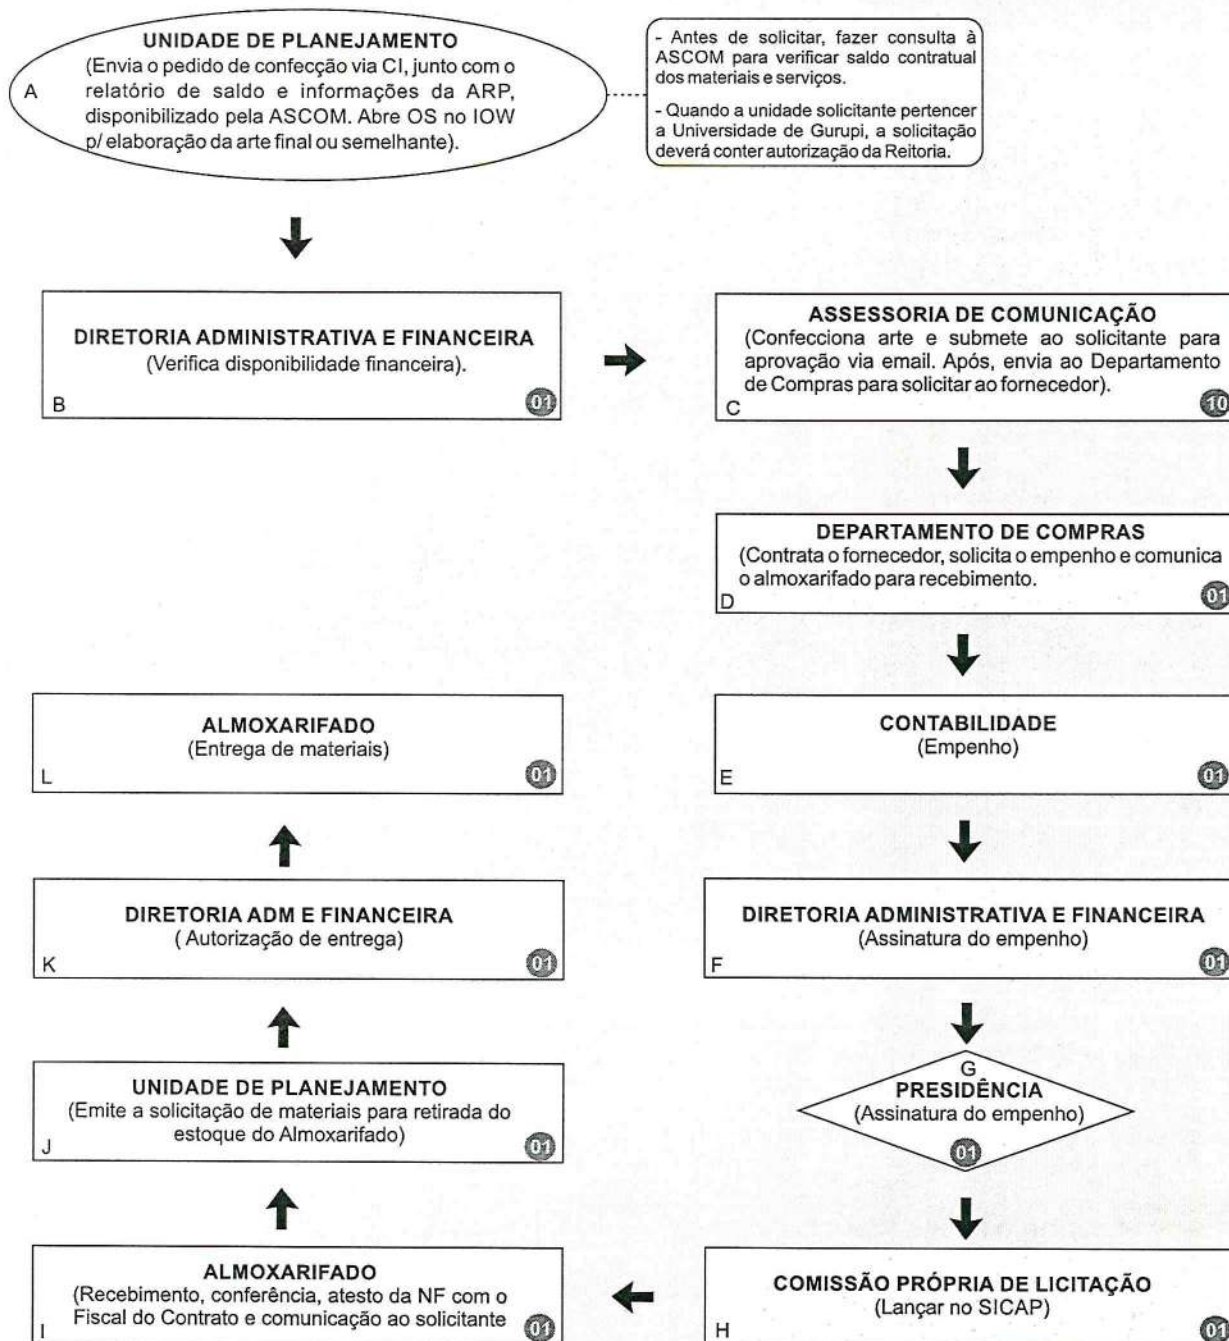 UNIDADE DE PLANEJAMENTO
(Envia o pedido de confecção via CI, junto com o
relatório de saldo e informações da ARP,
disponibilizado pela ASCOM. Abre OS no IOW
p/ elaboração da arte final ou semelhante).
A
- Antes de solicitar, fazer consulta à
ASCOM para verificar saldo contratual
dos materiais e serviços.
- Quando a unidade solicitante pertencer
a Universidade de Gurupi, a solicitação
deverá conter autorização da Reitoria.
DIRETORIA ADMINISTRATIVA E FINANCEIRA
(Verifica disponibilidade financeira).
B
01
ASSESSORIA DE COMUNICAÇÃO
(Confecciona arte e submete ao solicitante para
aprovação via email. Após, envia ao Departamento
de Compras para solicitar ao fornecedor).
C
10
DEPARTAMENTO DE COMPRAS
(Contrata o fornecedor, solicita o empenho e comunica
o almoxarifado para recebimento.
D
01
CONTABILIDADE
(Empenho)
E
01
DIRETORIA ADMINISTRATIVA E FINANCEIRA
(Assinatura do empenho)
F
01
G
PRESIDÊNCIA
(Assinatura do empenho)
01
COMISSÃO PRÓPRIA DE LICITAÇÃO
(Lançar no SICAP)
H
01
ALMOXARIFADO
(Recebimento, conferência, atesto da NF com o
Fiscal do Contrato e comunicação ao solicitante
I
01
UNIDADE DE PLANEJAMENTO
(Emite a solicitação de materiais para retirada do
estoque do Almoxarifado)
J
01
DIRETORIA ADM E FINANCEIRA
( Autorização de entrega)
K
01
ALMOXARIFADO
(Entrega de materiais)
L
01